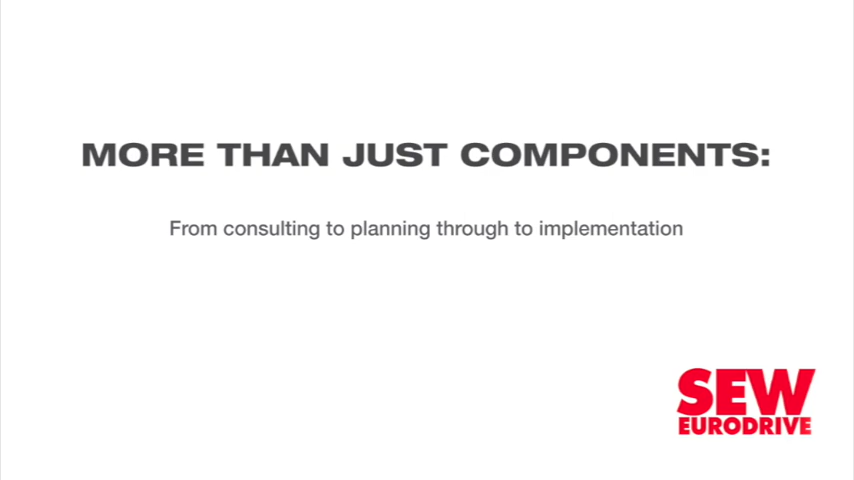 MORE THAN JUST COMPONENTS:
From consulting to planning through to implementation
SEW
EURODRIVE